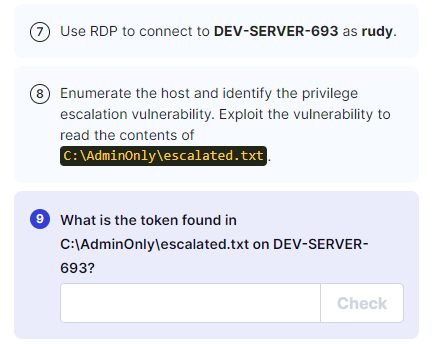 7 Use RDP to connect to DEV-SERVER-693 as rudy.
8 Enumerate the host and identify the privilege
escalation vulnerability. Exploit the vulnerability to
read the contents of
C:\AdminOnly\escalated.txt.
9 What is the token found in
C:\AdminOnly\escalated.txt on DEV-SERVER-
693?
Check